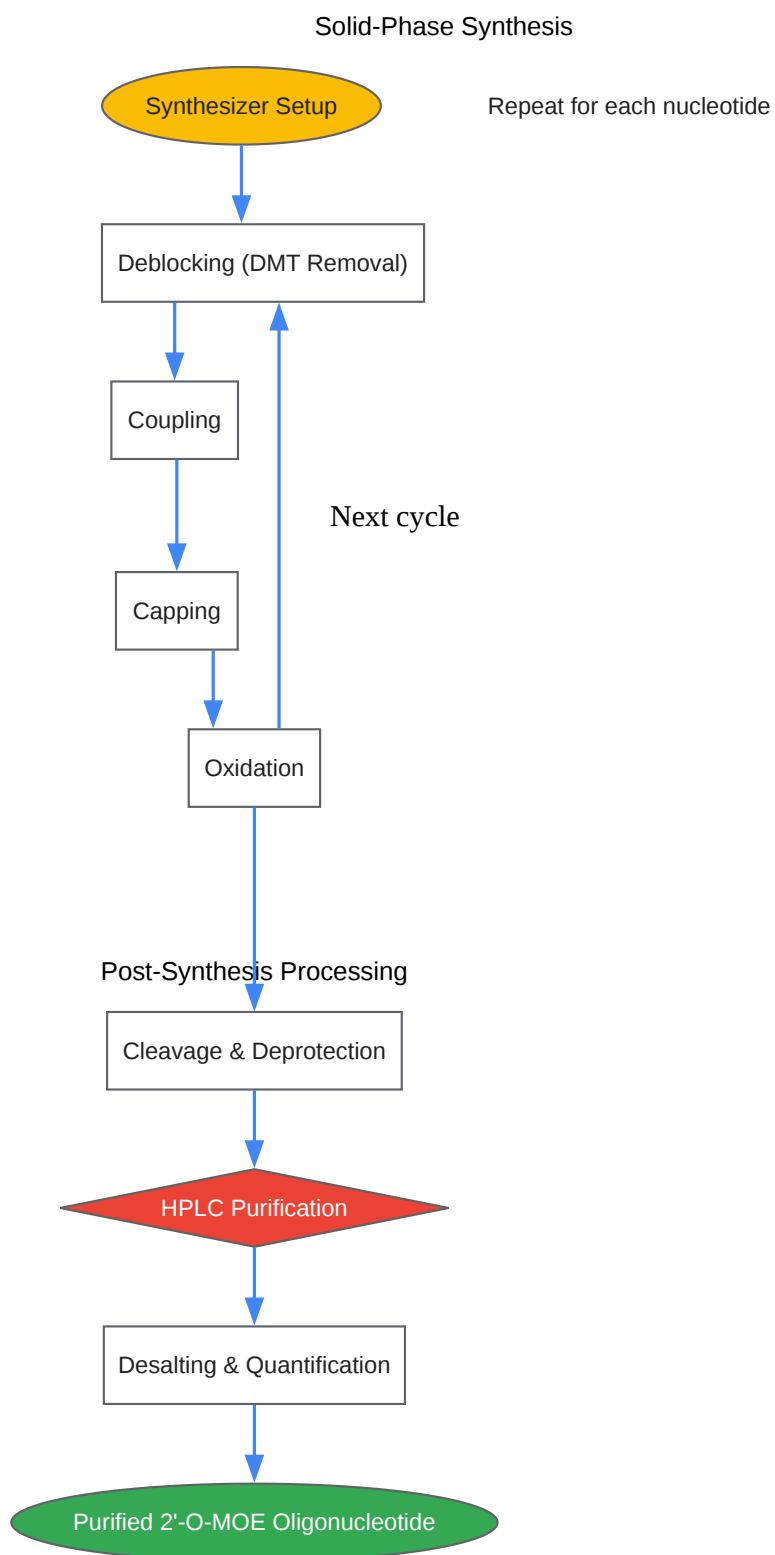 Solid-Phase Synthesis
Synthesizer Setup
Repeat for each nucleotide
Deblocking (DMT Removal)
Coupling
Next cycle
Capping
Oxidation
Post-Synthesis Processing
Cleavage & Deprotection
HPLC Purification
Desalting & Quantification
Purified 2'-O-MOE Oligonucleotide